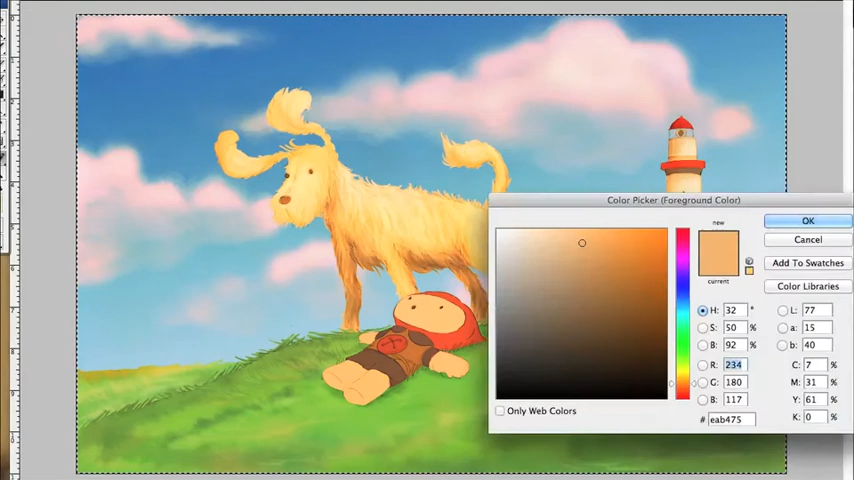 Color Picker (Foreground Color)
new
OK
Cancel
Add To Swatches
current
Color Libraries
H: 32 ° L: 77
S: 50 % a: 15
B: 92 % b: 40
R: 234 C: 7 %
G: 180 M: 31 %
B: 117 Y: 61 %
# eab475 K: 0 %
Only Web Colors